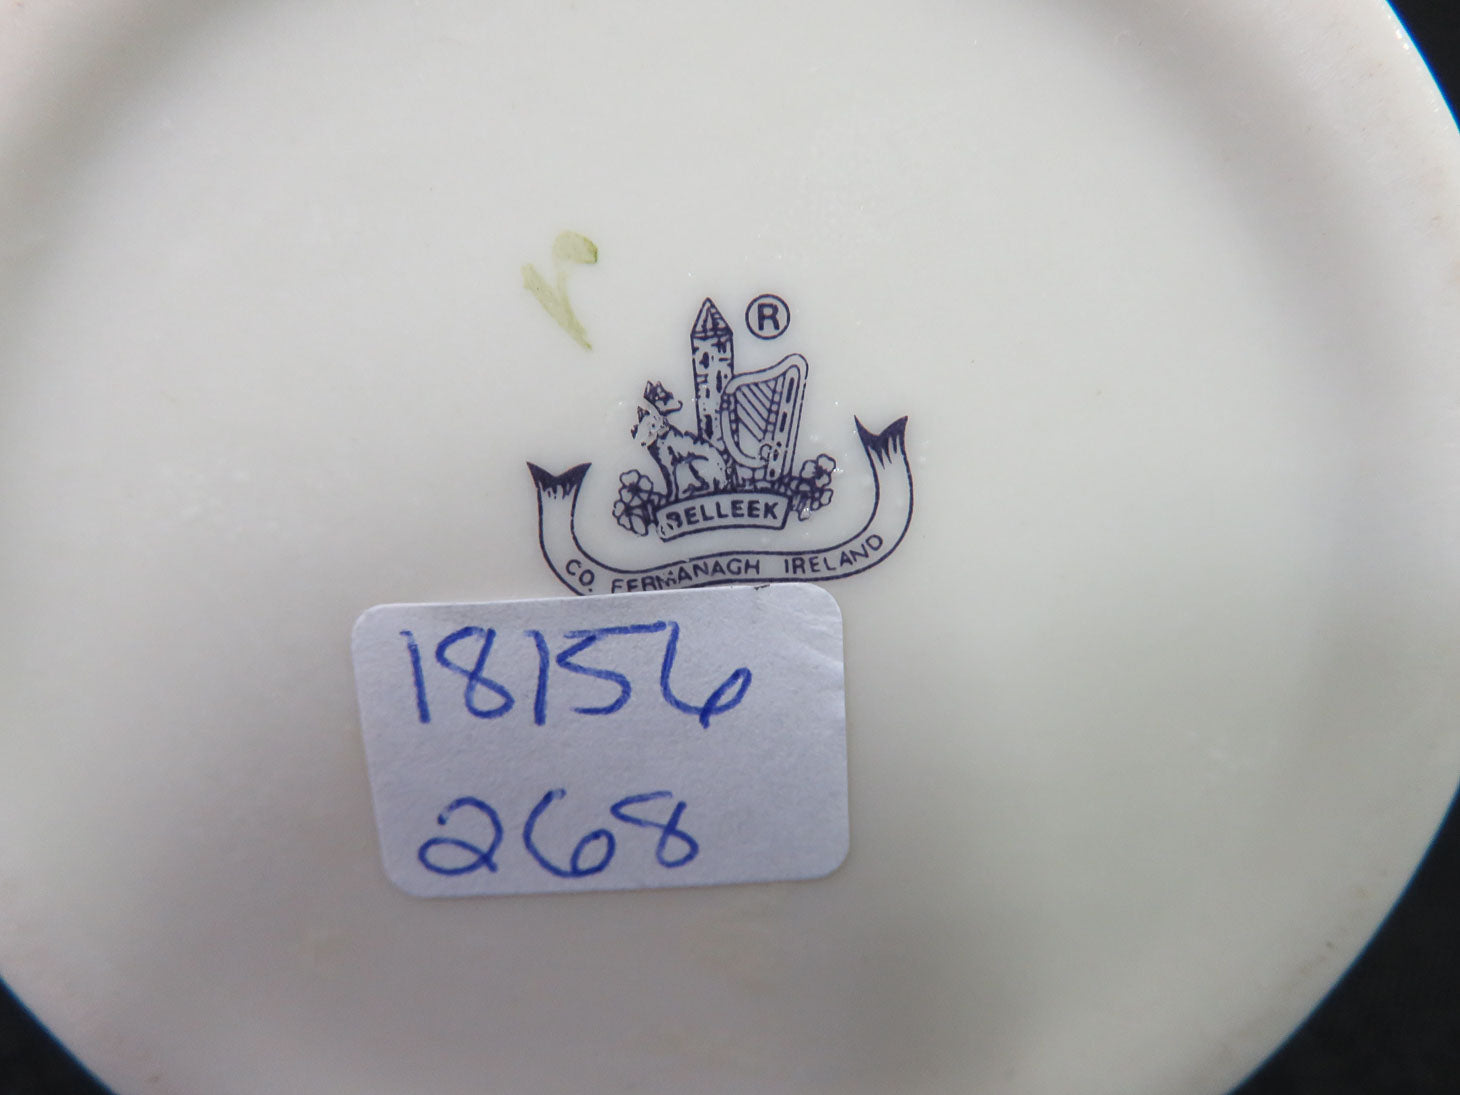 ®
BELLEEK
CO. FERMANAGH IRELAND
18156
268